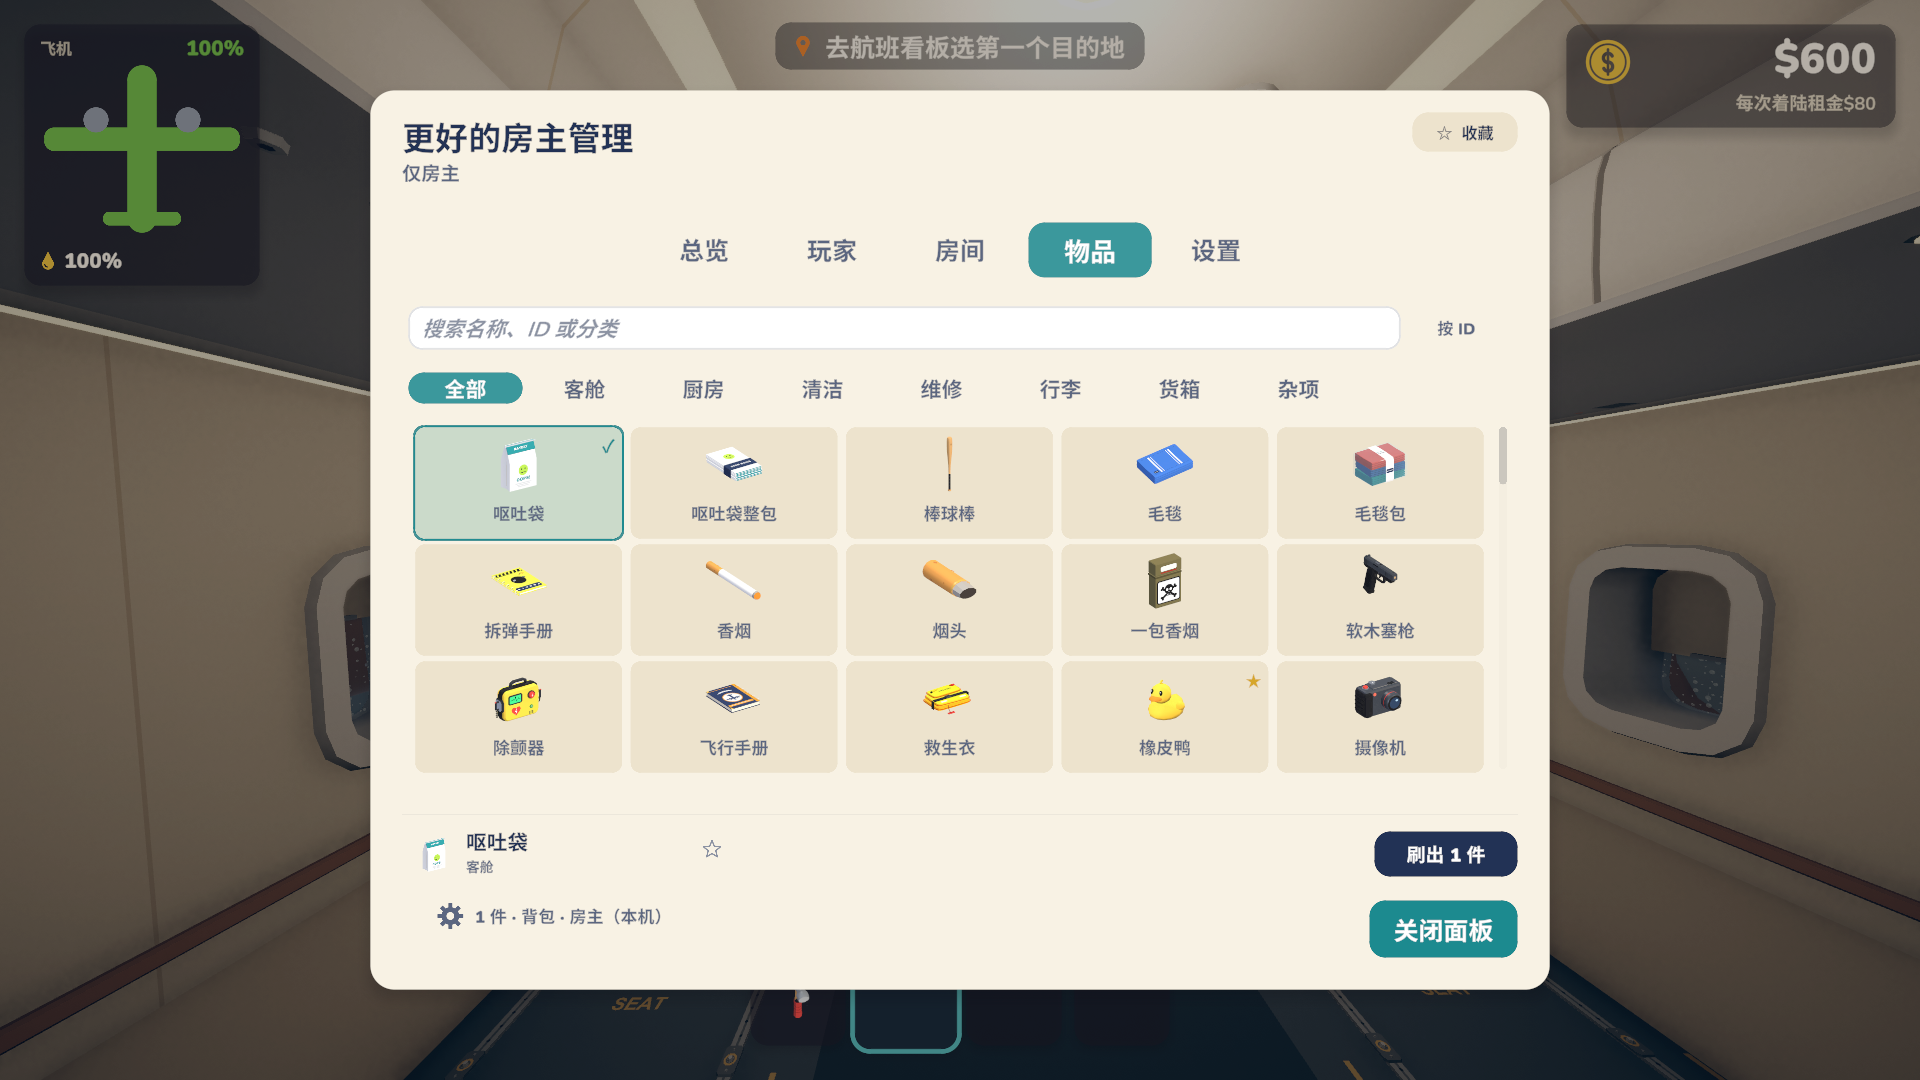 飞机
100%
100%
去航班看板选第一个目的地
$600
每次着陆租金$80
更好的房主管理
仅房主
☆ 收藏
总览
玩家
房间
物品
设置
搜索名称、ID 或分类
按 ID
全部
客舱
厨房
清洁
维修
行李
货箱
杂项
呕吐袋
呕吐袋整包
棒球棒
毛毯
毛毯包
拆弹手册
香烟
烟头
一包香烟
软木塞枪
除颤器
飞行手册
救生衣
橡皮鸭
摄像机
呕吐袋
客舱
刷出 1 件
1 件 · 背包 · 房主（本机）
关闭面板
SEAT